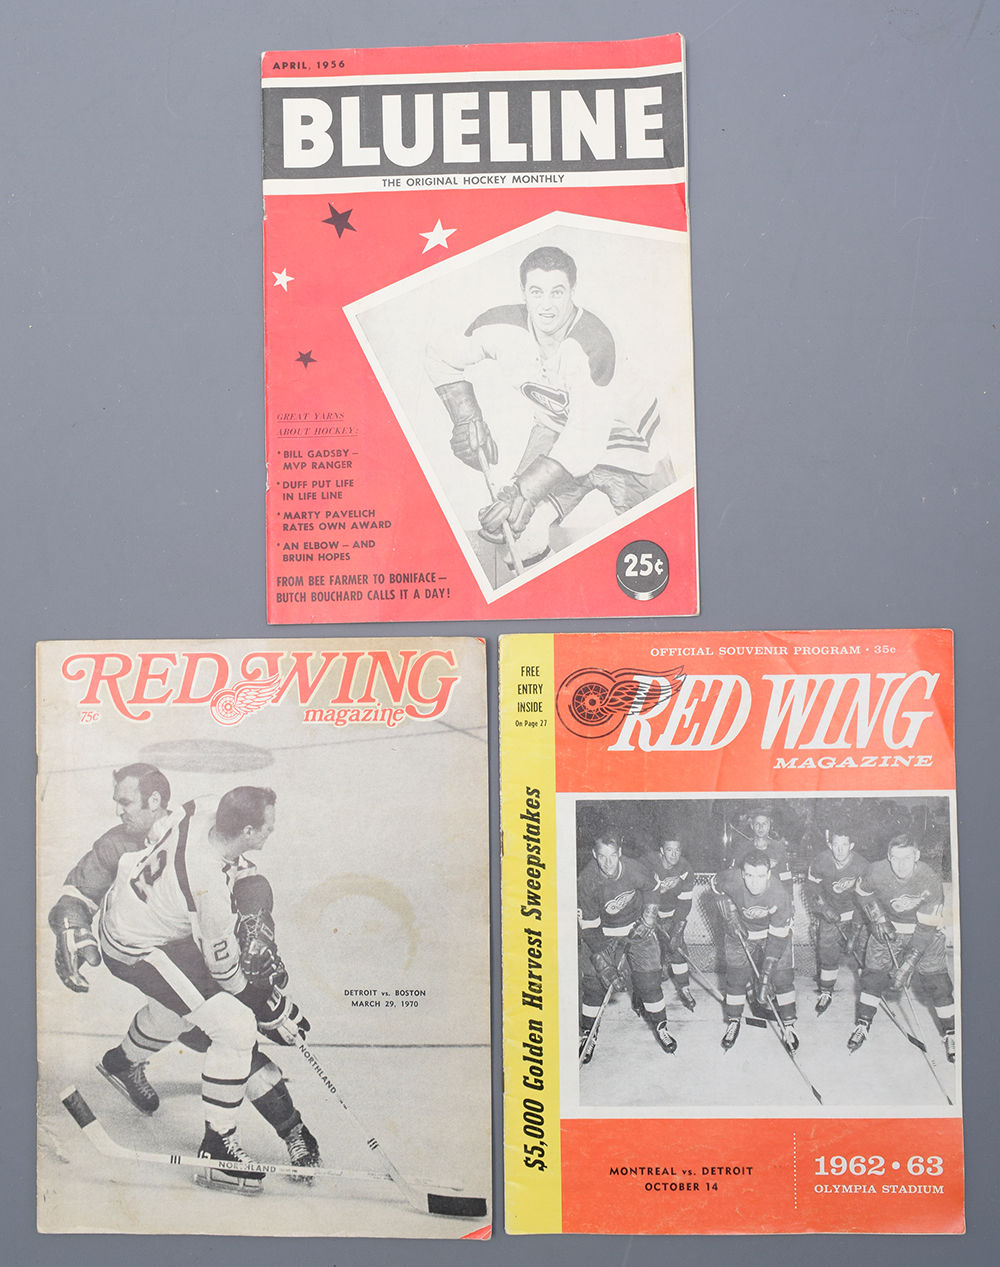 APRIL, 1956
BLUELINE
THE ORIGINAL HOCKEY MONTHLY
GREAT YARNS
ABOUT HOCKEY:
* BILL GADSBY –
MVP RANGER
* DUFF PUT LIFE
IN LIFE LINE
* MARTY PAVELICH
RATES OWN AWARD
* AN ELBOW – AND
BRUIN HOPES
FROM BEE FARMER TO BONIFACE –
BUTCH BOUCHARD CALLS IT A DAY!
25¢
RED WING
magazine
75c
2
2
DETROIT vs. BOSTON
MARCH 29, 1970
NORTHLAND
NORTHLAND
FREE
ENTRY
INSIDE
On Page 27
$5,000 Golden Harvest Sweepstakes
OFFICIAL SOUVENIR PROGRAM · 35c
RED WING
MAGAZINE
MONTREAL vs. DETROIT
OCTOBER 14
1962 · 63
OLYMPIA STADIUM